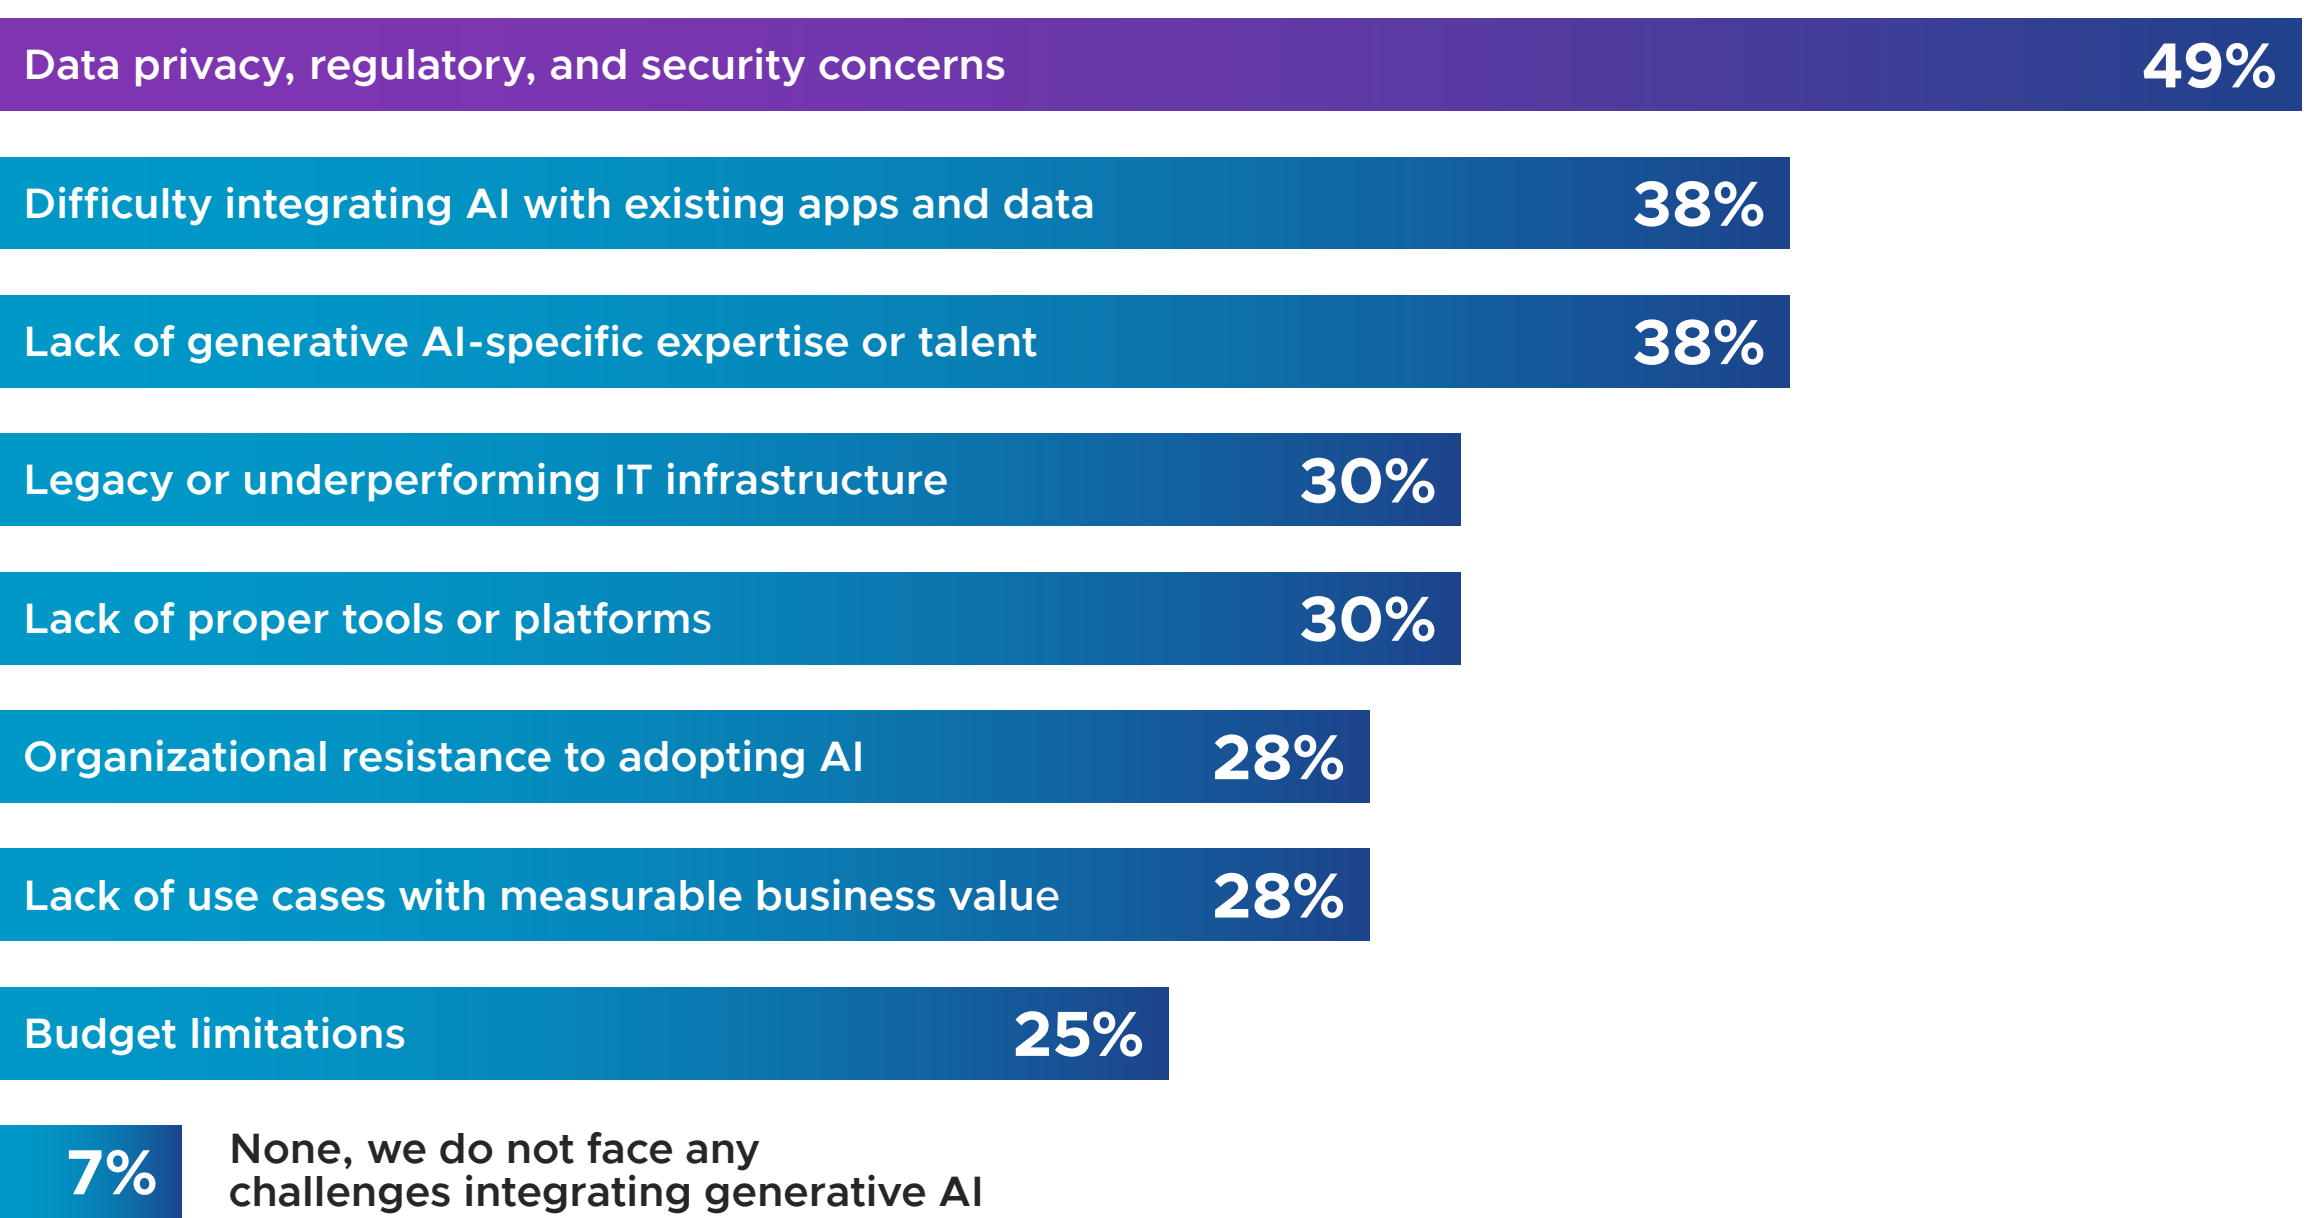 Data privacy, regulatory, and security concerns 49%
Difficulty integrating AI with existing apps and data 38%
Lack of generative AI-specific expertise or talent 38%
Legacy or underperforming IT infrastructure 30%
Lack of proper tools or platforms 30%
Organizational resistance to adopting AI 28%
Lack of use cases with measurable business value 28%
Budget limitations 25%
7% None, we do not face any
challenges integrating generative AI